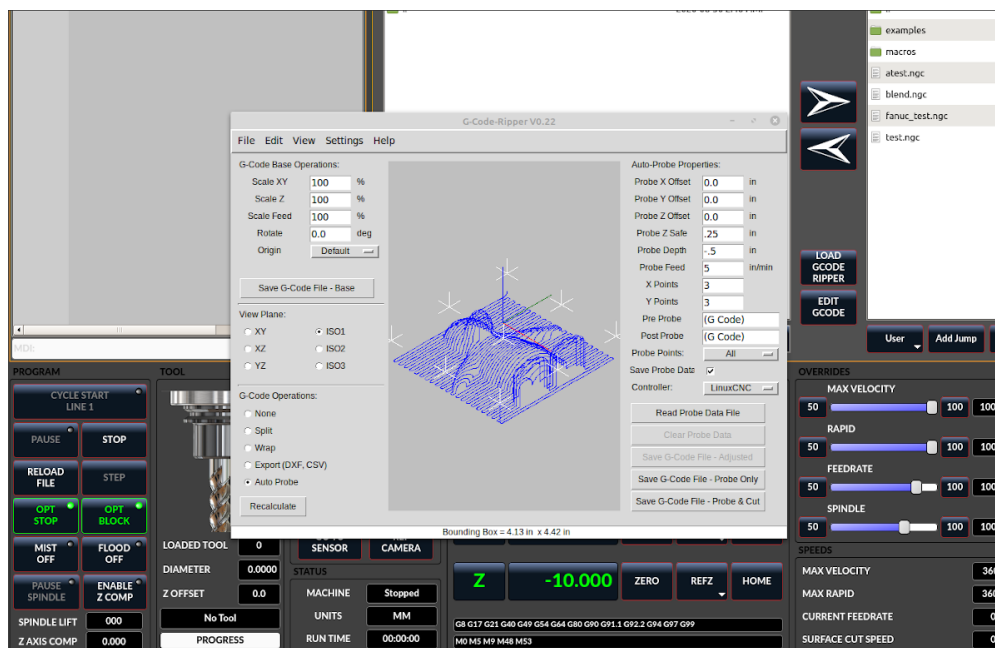 examples
macros
atest.ngc
blend.ngc
fanuc_test.ngc
test.ngc
LOAD
GCODE
RIPPER
EDIT
GCODE
User
Add Jump
MDI:
G-Code-Ripper V0.22
File Edit View Settings Help
G-Code Base Operations:
Scale XY 100 %
Scale Z 100 %
Scale Feed 100 %
Rotate 0.0 deg
Origin Default
Save G-Code File - Base
View Plane:
XY ISO1
XZ ISO2
YZ ISO3
G-Code Operations:
None
Split
Wrap
Export (DXF, CSV)
Auto Probe
Recalculate
Auto-Probe Properties:
Probe X Offset 0.0 in
Probe Y Offset 0.0 in
Probe Z Offset 0.0 in
Probe Z Safe .25 in
Probe Depth -.5 in
Probe Feed 5 in/min
X Points 3
Y Points 3
Pre Probe (G Code)
Post Probe (G Code)
Probe Points: All
Save Probe Data
Controller: LinuxCNC
Read Probe Data File
Clear Probe Data
Save G-Code File - Adjusted
Save G-Code File - Probe Only
Save G-Code File - Probe & Cut
Bounding Box = 4.13 in x 4.42 in
PROGRAM
CYCLE START
LINE 1
PAUSE STOP
RELOAD
FILE
STEP
OPT
STOP
OPT
BLOCK
MIST
OFF
FLOOD
OFF
PAUSE
SPINDLE
ENABLE
Z COMP
SPINDLE LIFT 000
Z AXIS COMP 0.000
TOOL
LOADED TOOL 0
DIAMETER 0.0000
Z OFFSET 0.0
No Tool
PROGRESS
SENSOR
CAMERA
STATUS
MACHINE Stopped
UNITS MM
RUN TIME 00:00:00
Z -10.000 ZERO REFZ HOME
G8 G17 G21 G40 G49 G54 G64 G80 G90 G91.1 G92.2 G94 G97 G99
M0 M5 M9 M48 M53
OVERRIDES
MAX VELOCITY
50 100 100
RAPID
50 100 100
FEEDRATE
50 100 100
SPINDLE
50 100 100
SPEEDS
MAX VELOCITY 360
MAX RAPID 360
CURRENT FEEDRATE
SURFACE CUT SPEED